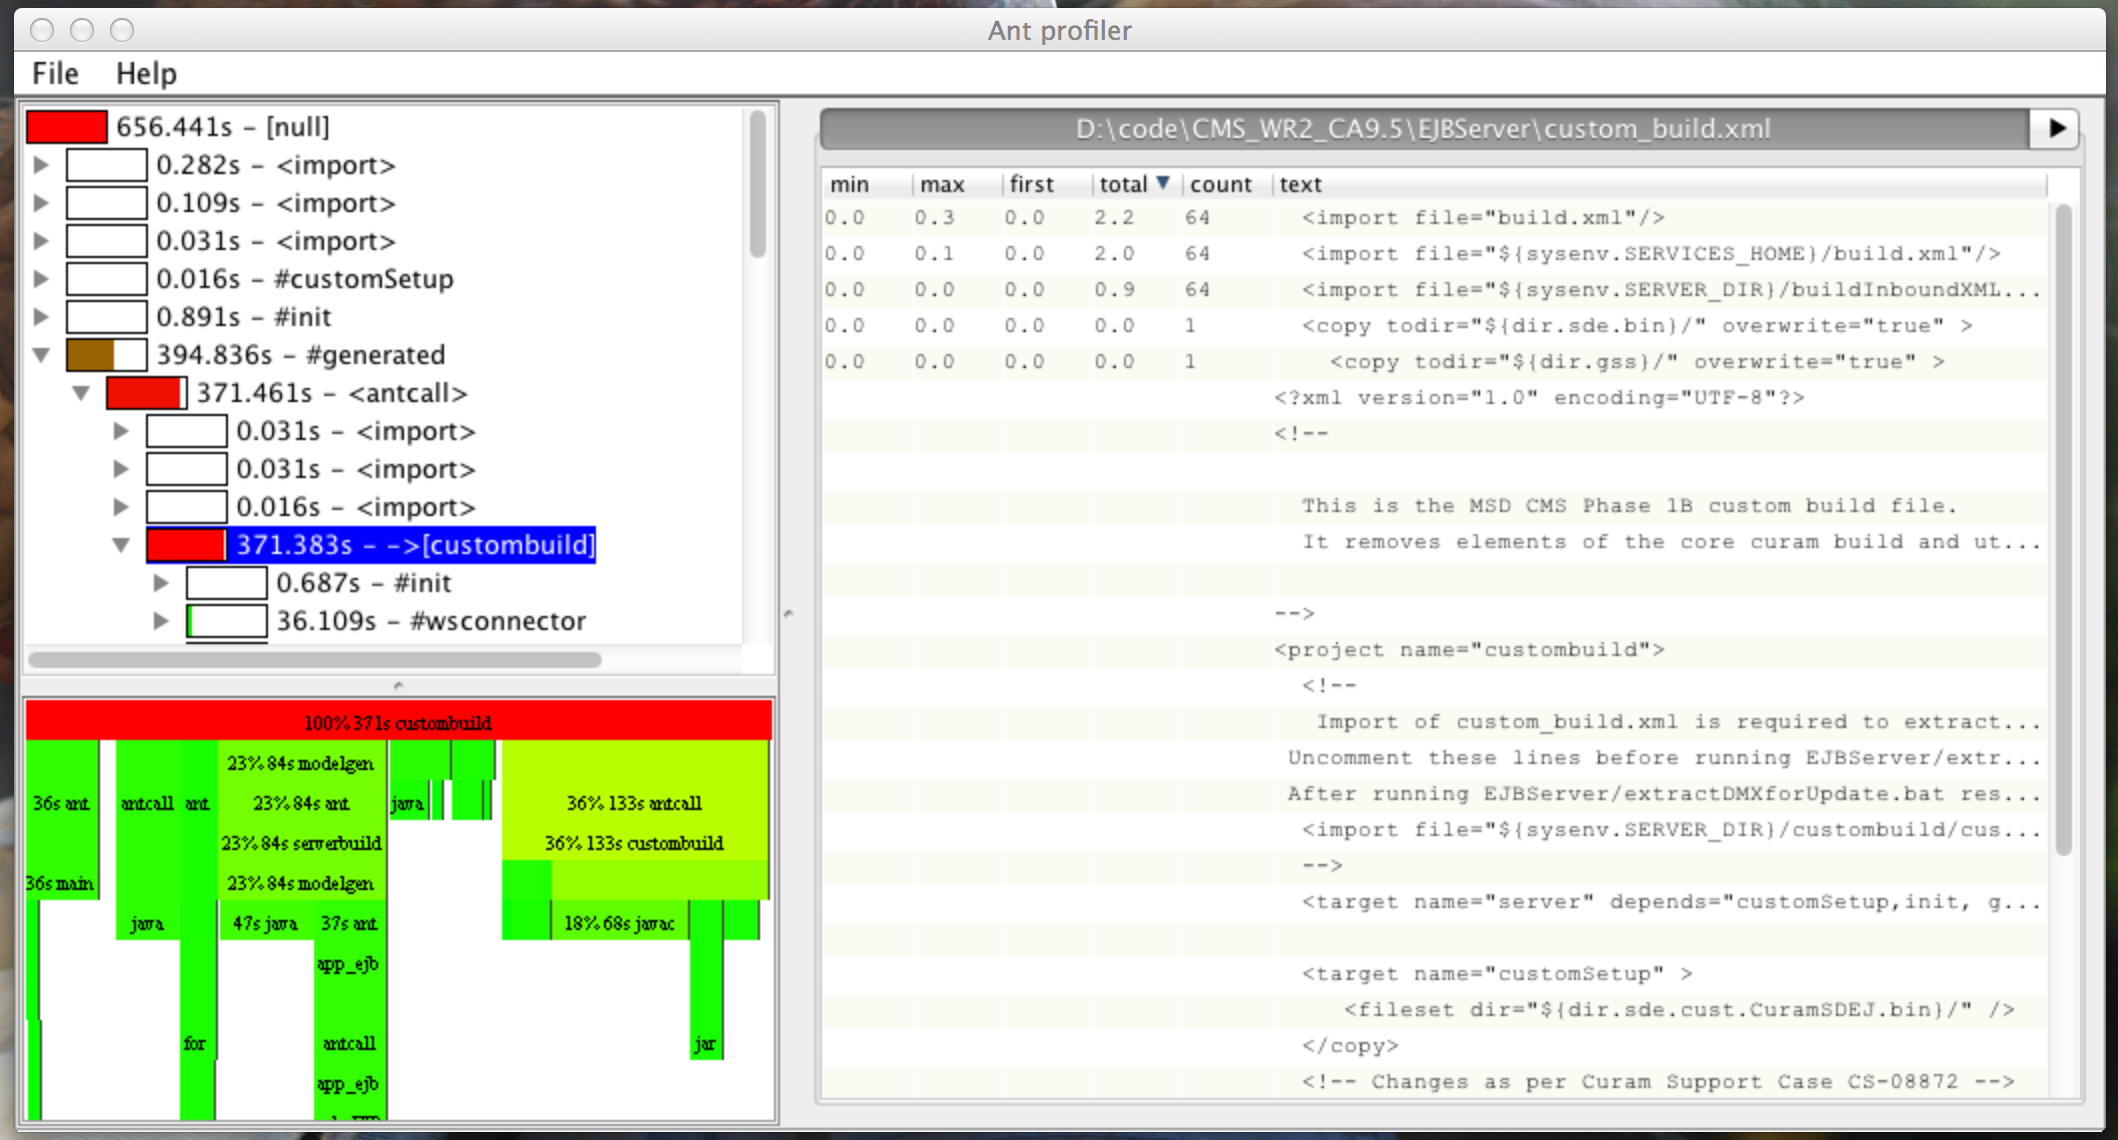 Ant profiler
File Help
656.441s – [null]
0.282s – <import>
0.109s – <import>
0.031s – <import>
0.016s – #customSetup
0.891s – #init
394.836s – #generated
371.461s – <antcall>
0.031s – <import>
0.031s – <import>
0.016s – <import>
371.383s – –>[custombuild]
0.687s – #init
36.109s – #wsconnector
100% 371s custombuild
23% 84s modelgen
36s ant antcall ant 23% 84s ant java 36% 133s antcall
23% 84s serverbuild 36% 133s custombuild
36s main 23% 84s modelgen
java 47s java 37s ant 18% 68s javac
app_ejb
for antcall jar
app_ejb
D:\code\CMS_WR2_CA9.5\EJBServer\custom_build.xml
min max first total count text
0.0 0.3 0.0 2.2 64 <import file="build.xml"/>
0.0 0.1 0.0 2.0 64 <import file="${sysenv.SERVICES_HOME}/build.xml"/>
0.0 0.0 0.0 0.9 64 <import file="${sysenv.SERVER_DIR}/buildInboundXML...
0.0 0.0 0.0 0.0 1 <copy todir="${dir.sde.bin}/" overwrite="true" >
0.0 0.0 0.0 0.0 1 <copy todir="${dir.gss}/" overwrite="true" >
<?xml version="1.0" encoding="UTF-8"?>
<!--
This is the MSD CMS Phase 1B custom build file.
It removes elements of the core curam build and ut...
-->
<project name="custombuild">
<!--
Import of custom_build.xml is required to extract...
Uncomment these lines before running EJBServer/extr...
After running EJBServer/extractDMXforUpdate.bat res...
<import file="${sysenv.SERVER_DIR}/custombuild/cus...
-->
<target name="server" depends="customSetup,init, g...
<target name="customSetup" >
<fileset dir="${dir.sde.cust.CuramSDEJ.bin}/" />
</copy>
<!-- Changes as per Curam Support Case CS-08872 -->